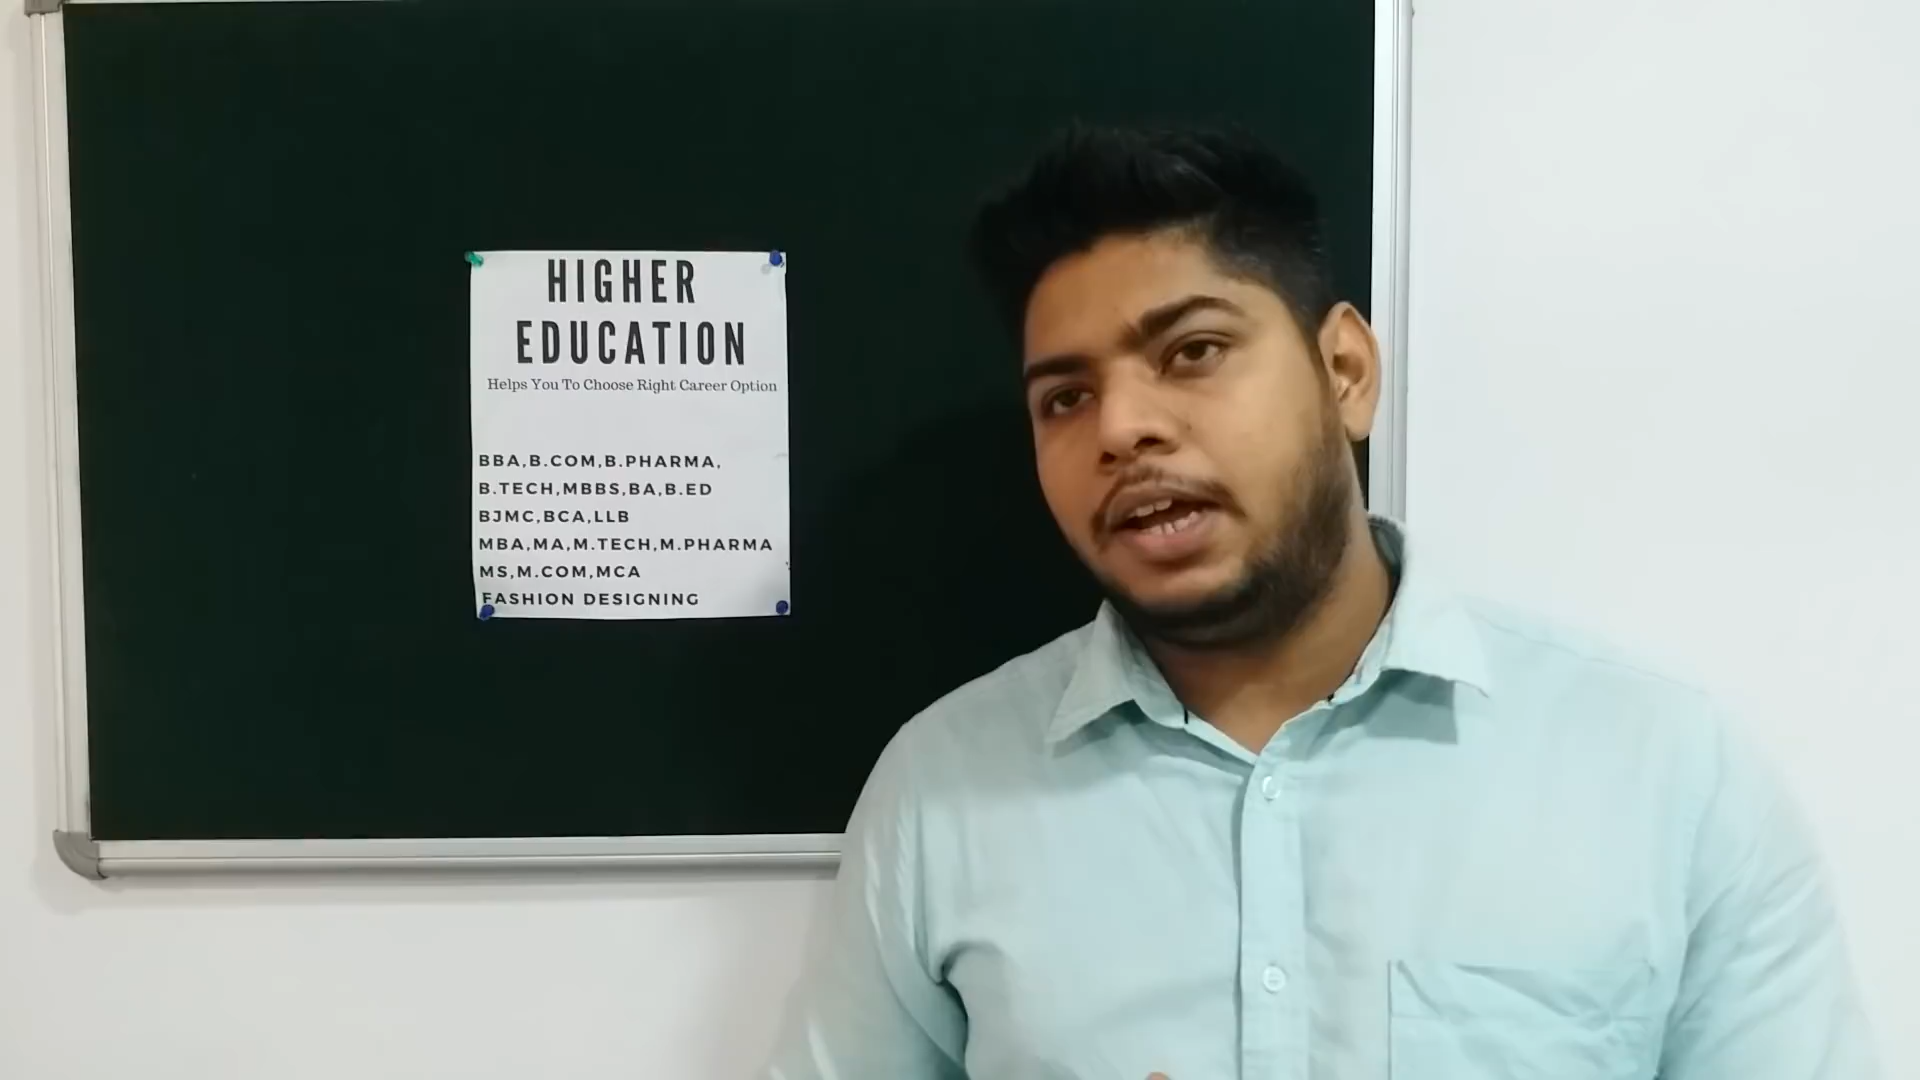 HIGHER
EDUCATION
Helps You To Choose Right Career Option
BBA,B.COM,B.PHARMA,
B.TECH,MBBS,BA,B.ED
BJMC,BCA,LLB
MBA,MA,M.TECH,M.PHARMA
MS,M.COM,MCA
FASHION DESIGNING